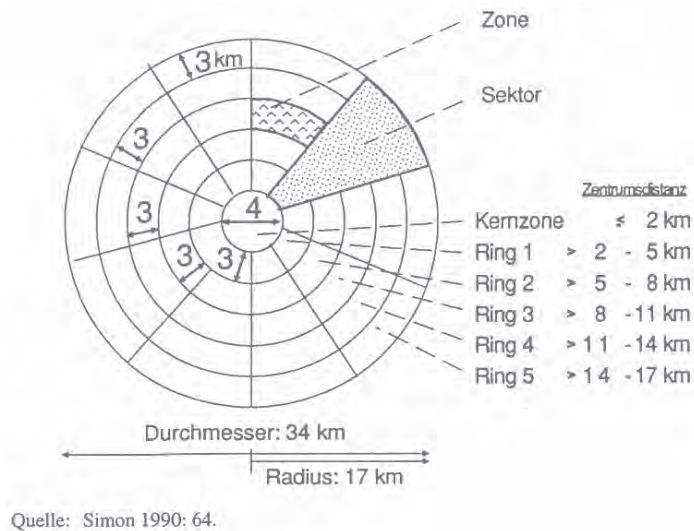 Zone
3 km
Sektor
3
3
4
3
3
Zentrumsdistanz
Kernzone ≤ 2 km
Ring 1 > 2 - 5 km
Ring 2 > 5 - 8 km
Ring 3 > 8 -11 km
Ring 4 > 11 -14 km
Ring 5 > 14 -17 km
Durchmesser: 34 km
Radius: 17 km
Quelle: Simon 1990: 64.